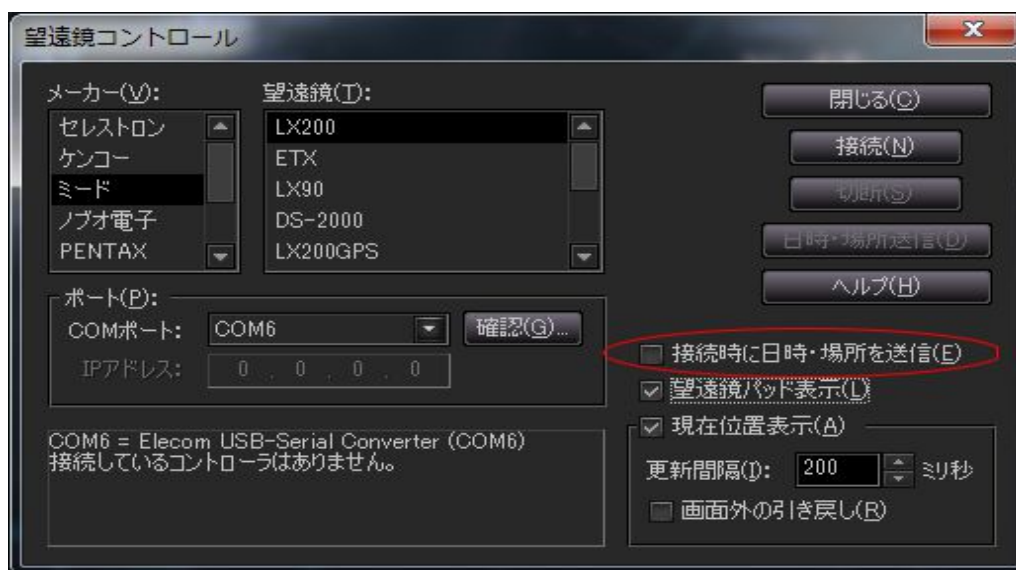 望遠鏡コントロール
メーカー(V):
セレストロン
ケンコー
ミード
ノブオ電子
PENTAX
望遠鏡(T):
LX200
ETX
LX90
DS-2000
LX200GPS
閉じる(C)
接続(N)
切断(S)
日時・場所送信(D)
ヘルプ(H)
ポート(P):
COMポート: COM6 確認(G)...
IPアドレス: 0 . 0 . 0 . 0
COM6 = Elecom USB-Serial Converter (COM6)
接続しているコントローラはありません。
接続時に日時・場所を送信(E)
望遠鏡パッド表示(L)
現在位置表示(A)
更新間隔(I): 200 ミリ秒
画面外の引き戻し(R)